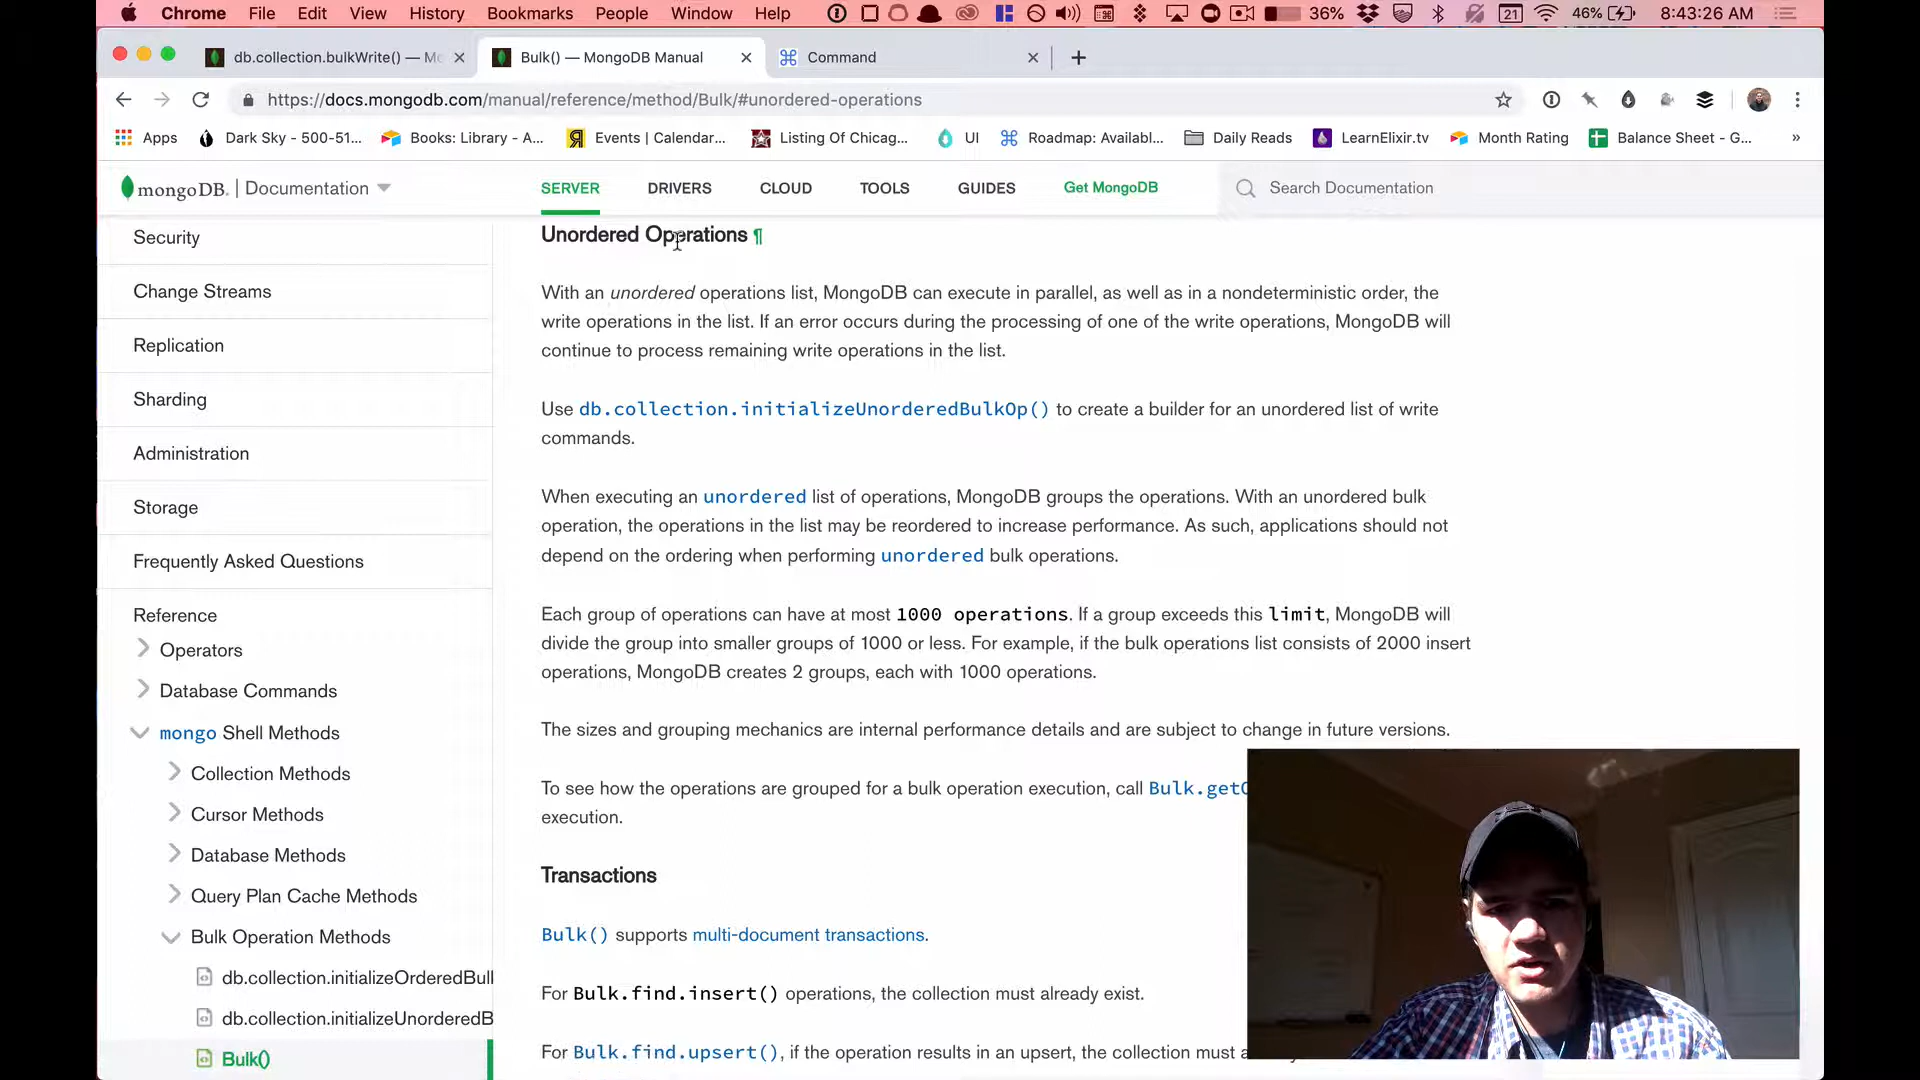 Chrome File Edit View History Bookmarks People Window Help 36% 21 46% 8:43:26 AM
db.collection.bulkWrite() — Mo
Bulk() — MongoDB Manual
Command
https://docs.mongodb.com/manual/reference/method/Bulk/#unordered-operations
Apps Dark Sky - 500-51... Books: Library - A... Events | Calendar... Listing Of Chicag... UI Roadmap: Availabl... Daily Reads LearnElixir.tv Month Rating Balance Sheet - G... »
mongoDB. | Documentation SERVER DRIVERS CLOUD TOOLS GUIDES Get MongoDB Search Documentation
Security
Change Streams
Replication
Sharding
Administration
Storage
Frequently Asked Questions
Reference
Operators
Database Commands
mongo Shell Methods
Collection Methods
Cursor Methods
Database Methods
Query Plan Cache Methods
Bulk Operation Methods
db.collection.initializeOrderedBull
db.collection.initializeUnorderedB
Bulk()
Unordered Operations ¶
With an unordered operations list, MongoDB can execute in parallel, as well as in a nondeterministic order, the
write operations in the list. If an error occurs during the processing of one of the write operations, MongoDB will
continue to process remaining write operations in the list.
Use db.collection.initializeUnorderedBulkOp() to create a builder for an unordered list of write
commands.
When executing an unordered list of operations, MongoDB groups the operations. With an unordered bulk
operation, the operations in the list may be reordered to increase performance. As such, applications should not
depend on the ordering when performing unordered bulk operations.
Each group of operations can have at most 1000 operations. If a group exceeds this limit, MongoDB will
divide the group into smaller groups of 1000 or less. For example, if the bulk operations list consists of 2000 insert
operations, MongoDB creates 2 groups, each with 1000 operations.
The sizes and grouping mechanics are internal performance details and are subject to change in future versions.
To see how the operations are grouped for a bulk operation execution, call Bulk.getO
execution.
Transactions
Bulk() supports multi-document transactions.
For Bulk.find.insert() operations, the collection must already exist.
For Bulk.find.upsert(), if the operation results in an upsert, the collection must a